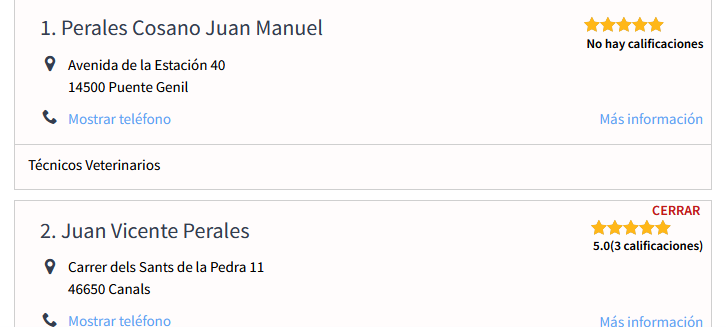 1. Perales Cosano Juan Manuel
No hay calificaciones
Avenida de la Estación 40
14500 Puente Genil
Mostrar teléfono
Más información
Técnicos Veterinarios
CERRAR
2. Juan Vicente Perales
5.0(3 calificaciones)
Carrer dels Sants de la Pedra 11
46650 Canals
Mostrar teléfono
Más información